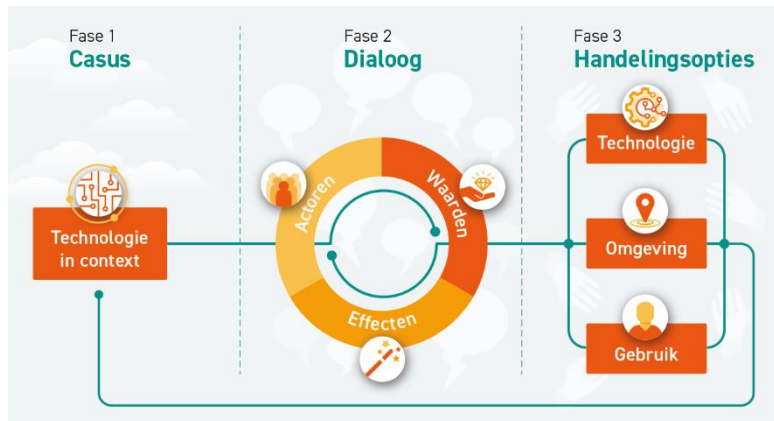 Fase 1
Casus
Fase 2
Dialoog
Fase 3
Handelingsopties
Technologie
in context
Actoren
Waarden
Effecten
Technologie
Omgeving
Gebruik